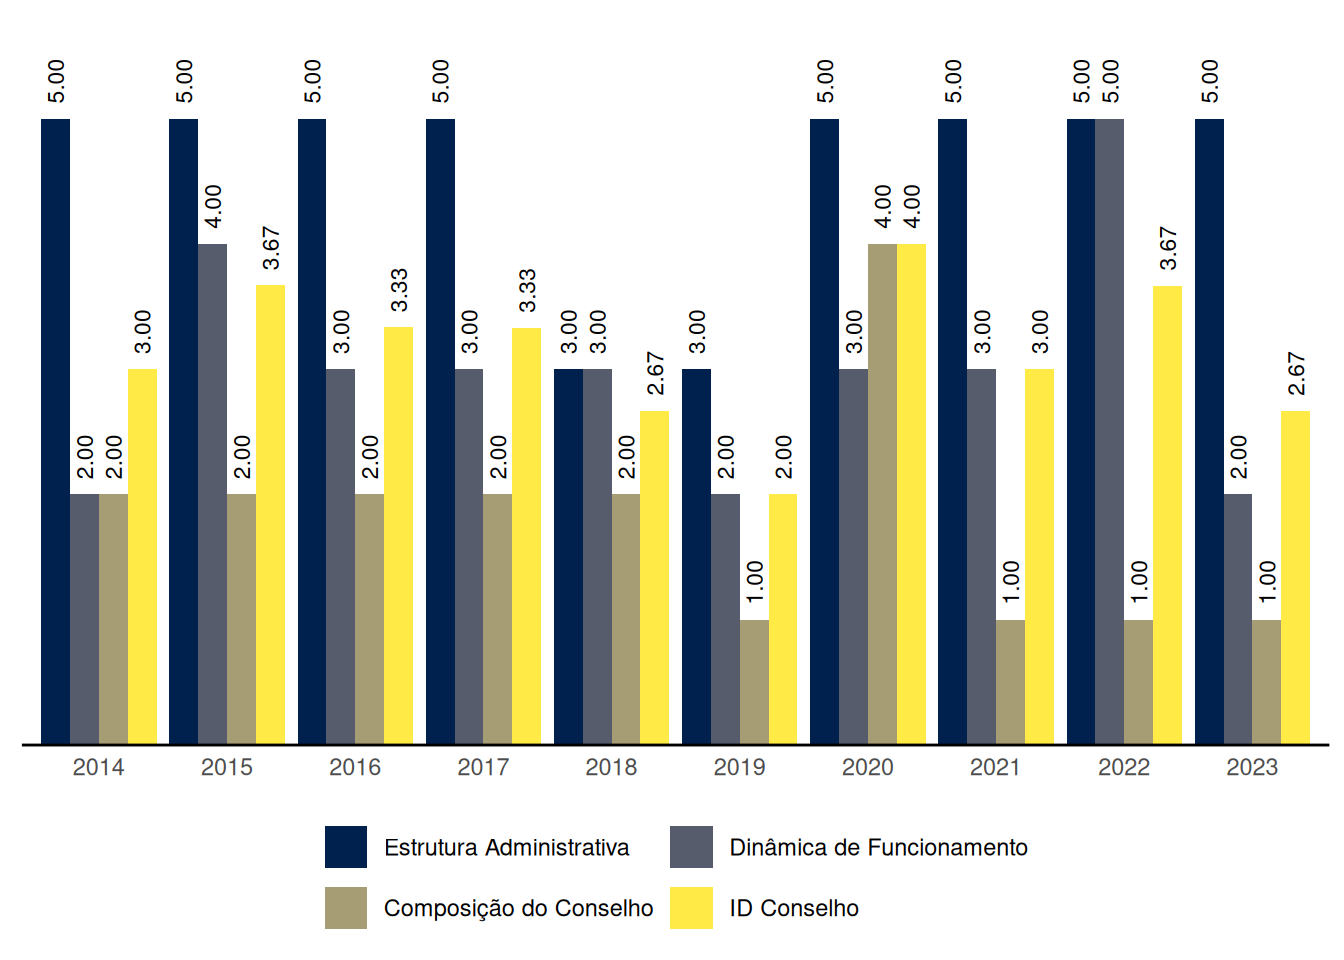 5.00 2.00 2.00 3.00
5.00 4.00 2.00 3.67
5.00 3.00 2.00 3.33
5.00 3.00 2.00 3.33
3.00 3.00 2.00 2.67
3.00 2.00 1.00 2.00
5.00 3.00 4.00 4.00
5.00 3.00 1.00 3.00
5.00 5.00 1.00 3.67
5.00 2.00 1.00 2.67
2014 2015 2016 2017 2018 2019 2020 2021 2022 2023
Estrutura Administrativa Dinâmica de Funcionamento
Composição do Conselho ID Conselho